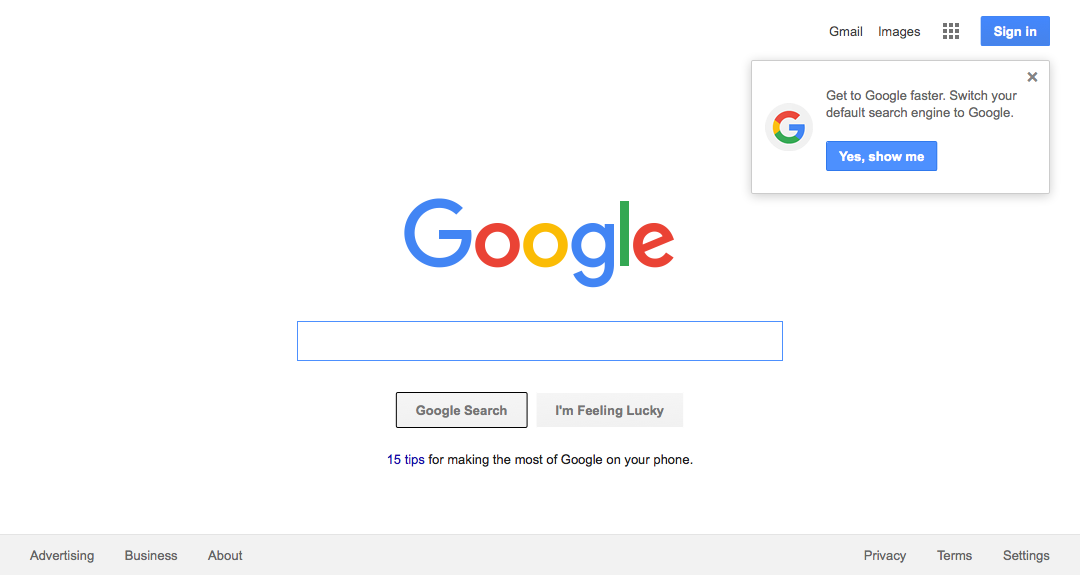 Gmail Images Sign in
Get to Google faster. Switch your
default search engine to Google.
Yes, show me
Google
Google Search I'm Feeling Lucky
15 tips for making the most of Google on your phone.
Advertising Business About Privacy Terms Settings